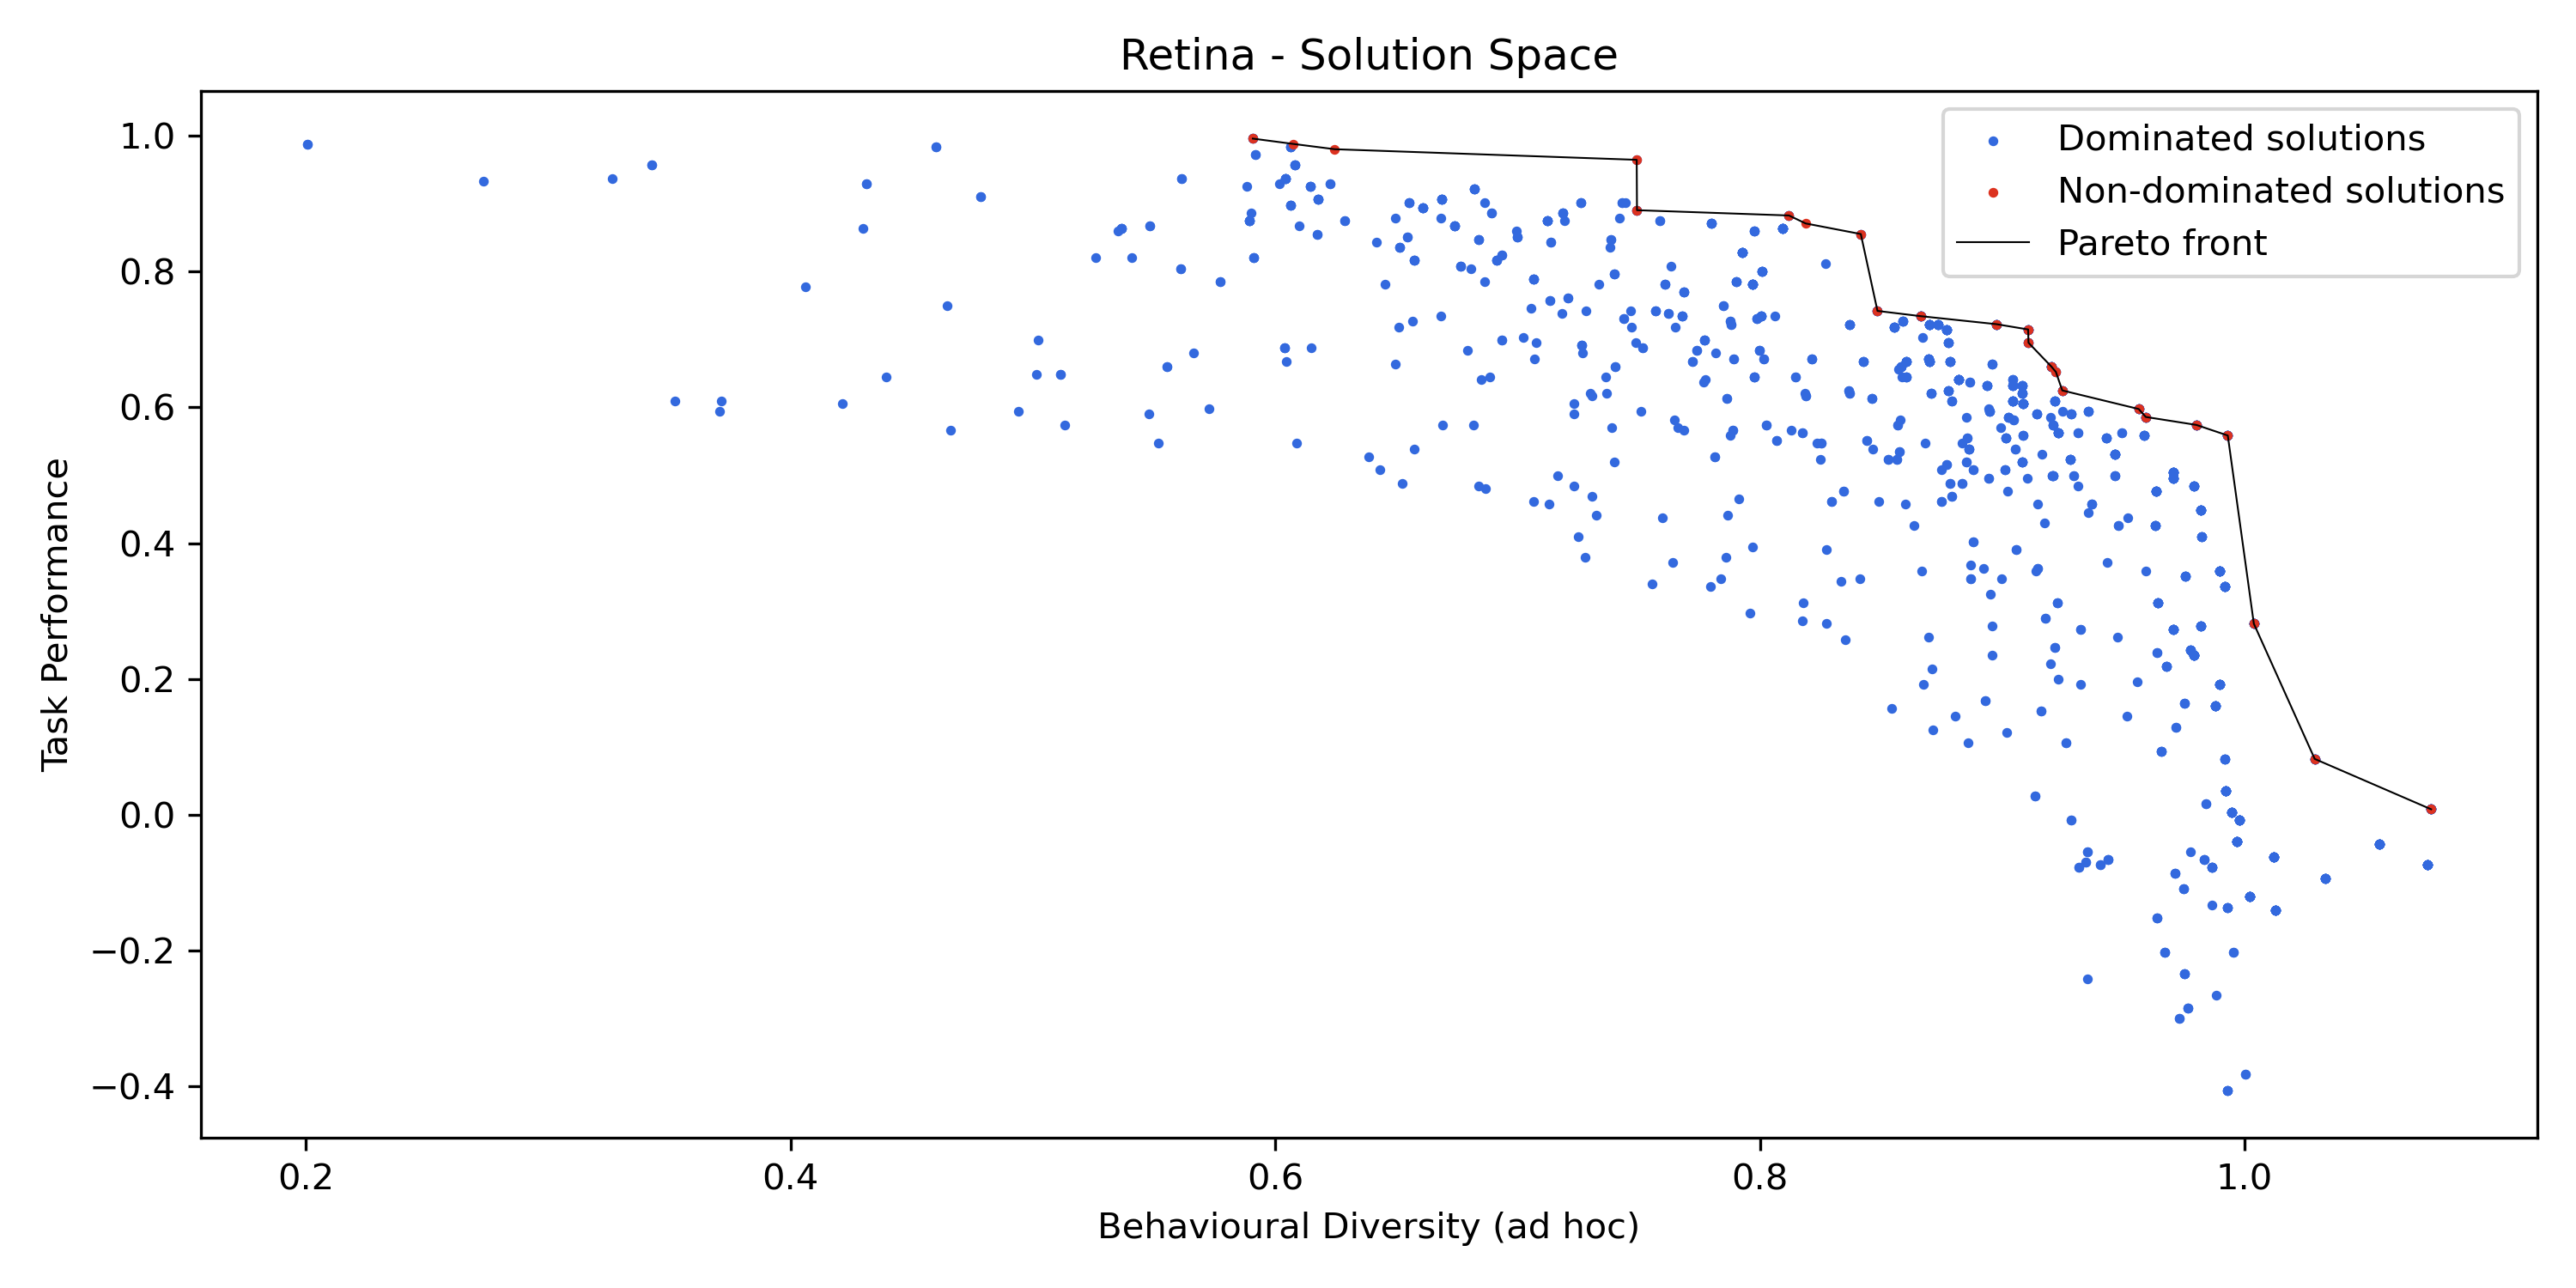 Retina - Solution Space
Dominated solutions
Non-dominated solutions
Pareto front
Task Performance
1.0
0.8
0.6
0.4
0.2
0.0
−0.2
−0.4
0.2 0.4 0.6 0.8 1.0
Behavioural Diversity (ad hoc)